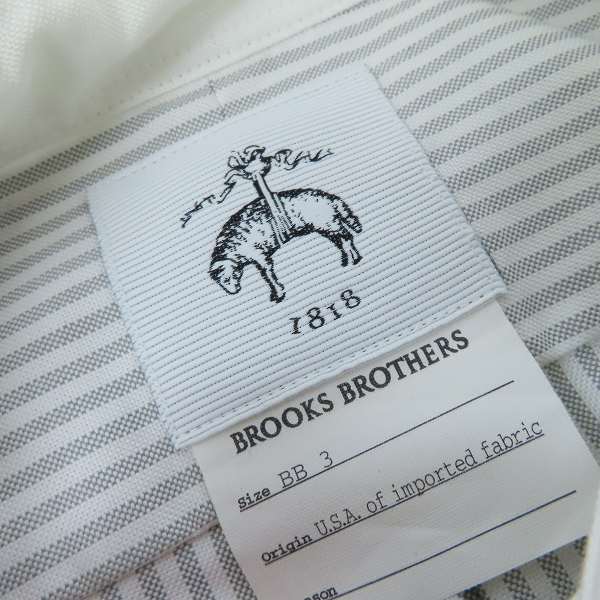 1818
BROOKS BROTHERS
Size BB 3
Origin U.S.A. of imported fabric